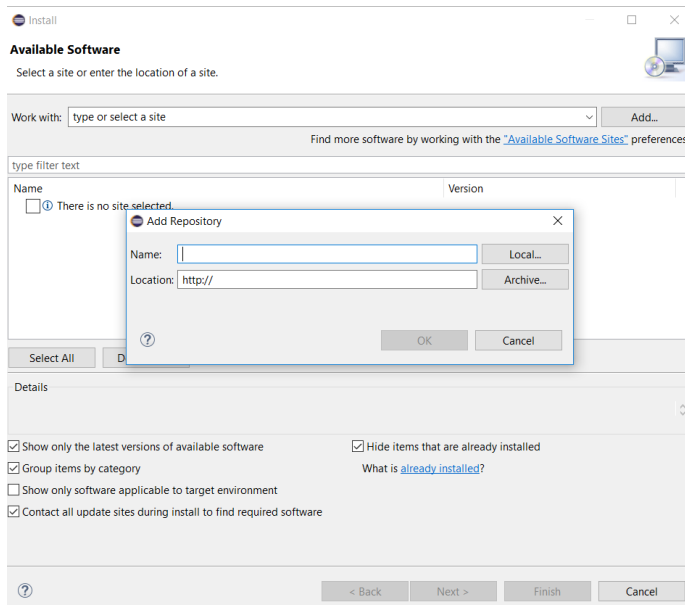 Install
Available Software
Select a site or enter the location of a site.
Work with: type or select a site Add...
Find more software by working with the "Available Software Sites" preferences
type filter text
Name Version
There is no site selected.
Add Repository
Name: Local...
Location: http:// Archive...
OK Cancel
Select All D
Details
Show only the latest versions of available software Hide items that are already installed
Group items by category What is already installed?
Show only software applicable to target environment
Contact all update sites during install to find required software
< Back Next > Finish Cancel